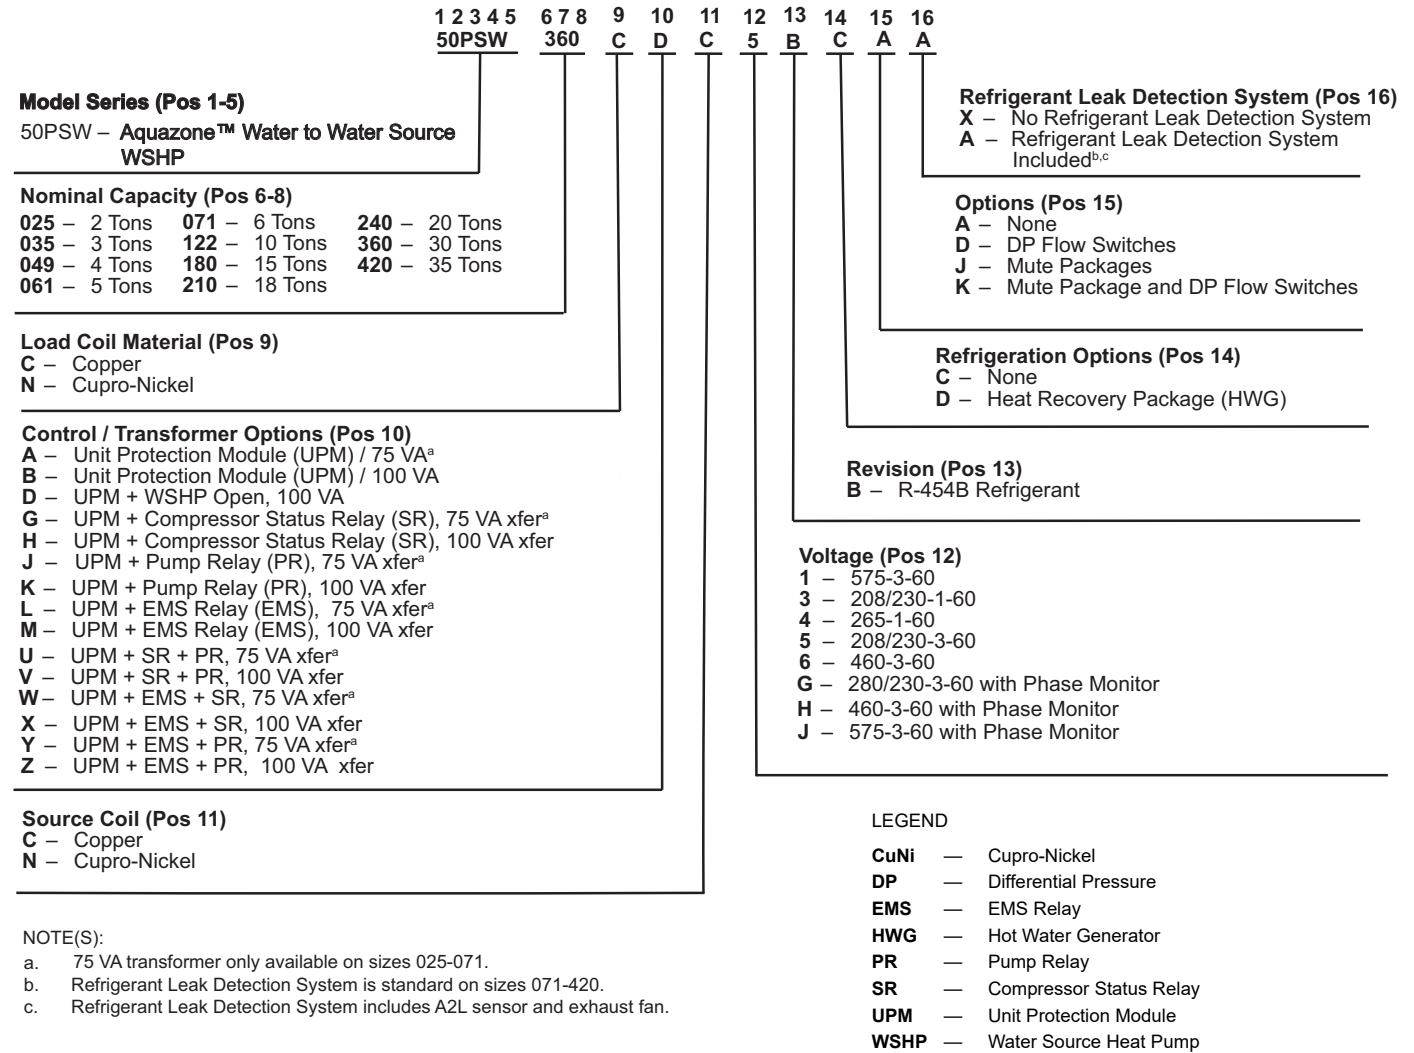 1 2 3 4 5 6 7 8 9 10 11 12 13 14 15 16
50PSW 360 C D C 5 B C A A
Model Series (Pos 1-5)
50PSW – Aquazone™ Water to Water Source
WSHP
Nominal Capacity (Pos 6-8)
025 – 2 Tons 071 – 6 Tons 240 – 20 Tons
035 – 3 Tons 122 – 10 Tons 360 – 30 Tons
049 – 4 Tons 180 – 15 Tons 420 – 35 Tons
061 – 5 Tons 210 – 18 Tons
Load Coil Material (Pos 9)
C – Copper
N – Cupro-Nickel
Control / Transformer Options (Pos 10)
A – Unit Protection Module (UPM) / 75 VAa
B – Unit Protection Module (UPM) / 100 VA
D – UPM + WSHP Open, 100 VA
G – UPM + Compressor Status Relay (SR), 75 VA xfera
H – UPM + Compressor Status Relay (SR), 100 VA xfer
J – UPM + Pump Relay (PR), 75 VA xfera
K – UPM + Pump Relay (PR), 100 VA xfer
L – UPM + EMS Relay (EMS), 75 VA xfera
M – UPM + EMS Relay (EMS), 100 VA xfer
U – UPM + SR + PR, 75 VA xfera
V – UPM + SR + PR, 100 VA xfer
W – UPM + EMS + SR, 75 VA xfera
X – UPM + EMS + SR, 100 VA xfer
Y – UPM + EMS + PR, 75 VA xfera
Z – UPM + EMS + PR, 100 VA xfer
Source Coil (Pos 11)
C – Copper
N – Cupro-Nickel
Refrigerant Leak Detection System (Pos 16)
X – No Refrigerant Leak Detection System
A – Refrigerant Leak Detection System
Includedb,c
Options (Pos 15)
A – None
D – DP Flow Switches
J – Mute Packages
K – Mute Package and DP Flow Switches
Refrigeration Options (Pos 14)
C – None
D – Heat Recovery Package (HWG)
Revision (Pos 13)
B – R-454B Refrigerant
Voltage (Pos 12)
1 – 575-3-60
3 – 208/230-1-60
4 – 265-1-60
5 – 208/230-3-60
6 – 460-3-60
G – 280/230-3-60 with Phase Monitor
H – 460-3-60 with Phase Monitor
J – 575-3-60 with Phase Monitor
NOTE(S):
a. 75 VA transformer only available on sizes 025-071.
b. Refrigerant Leak Detection System is standard on sizes 071-420.
c. Refrigerant Leak Detection System includes A2L sensor and exhaust fan.
LEGEND
CuNi — Cupro-Nickel
DP — Differential Pressure
EMS — EMS Relay
HWG — Hot Water Generator
PR — Pump Relay
SR — Compressor Status Relay
UPM — Unit Protection Module
WSHP — Water Source Heat Pump